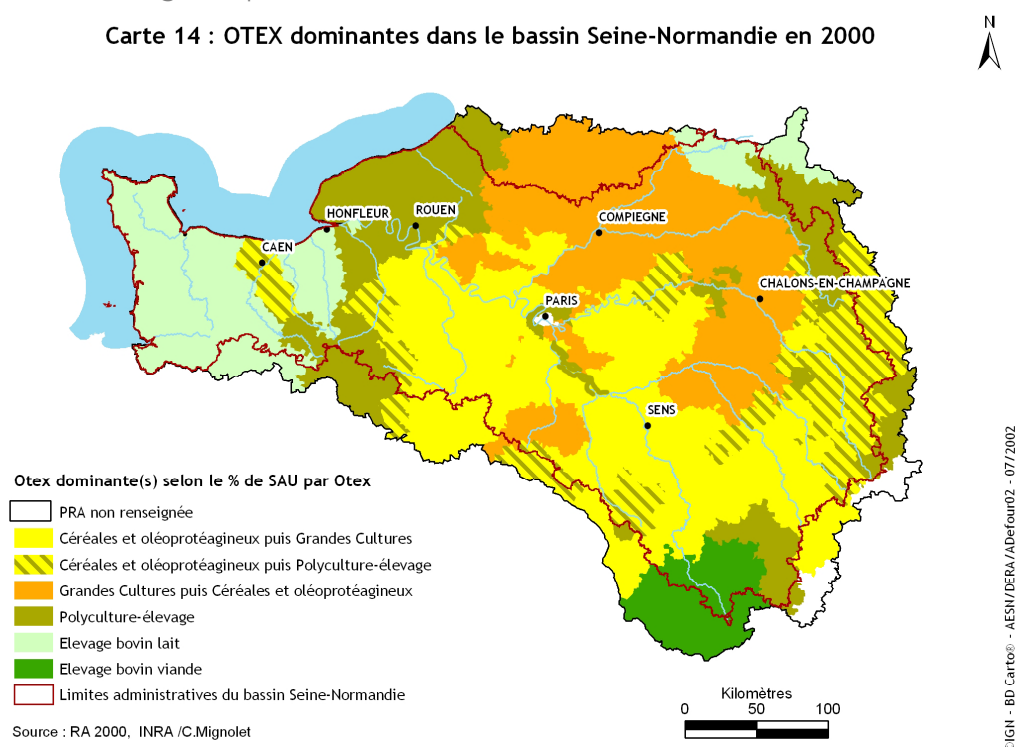 Carte 14 : OTEX dominantes dans le bassin Seine-Normandie en 2000
N
HONFLEUR
ROUEN
COMPIEGNE
CAEN
CHALONS-EN-CHAMPAGNE
PARIS
SENS
Otex dominante(s) selon le % de SAU par Otex
PRA non renseignée
Céréales et oléoprotéagineux puis Grandes Cultures
Céréales et oléoprotéagineux puis Polyculture-élevage
Grandes Cultures puis Céréales et oléoprotéagineux
Polyculture-élevage
Elevage bovin lait
Elevage bovin viande
Limites administratives du bassin Seine-Normandie
Kilomètres
0 50 100
Source : RA 2000, INRA /C.Mignolet
©IGN - BD Carto® - AESN/DERA/ADefour02 - 07/2002